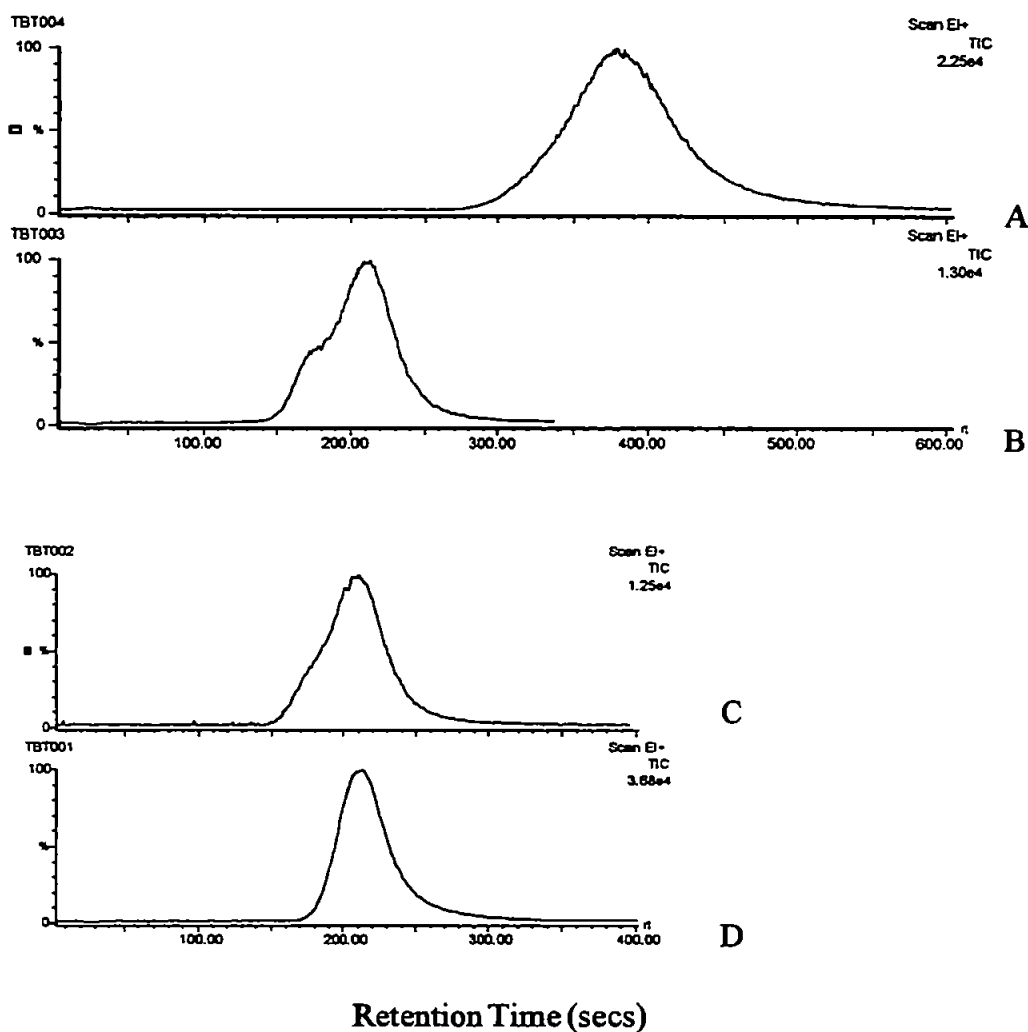 TBT004
Scan EI+
TIC
2.25e4
100
%
0
A
TBT003
Scan EI+
TIC
1.30e4
100
%
0
100.00 200.00 300.00 400.00 500.00 600.00 rt
B
TBT002
Scan EI+
TIC
1.25e4
100
%
0
C
TBT001
Scan EI+
TIC
3.68e4
100
%
0
100.00 200.00 300.00 400.00 rt
D
Retention Time (secs)